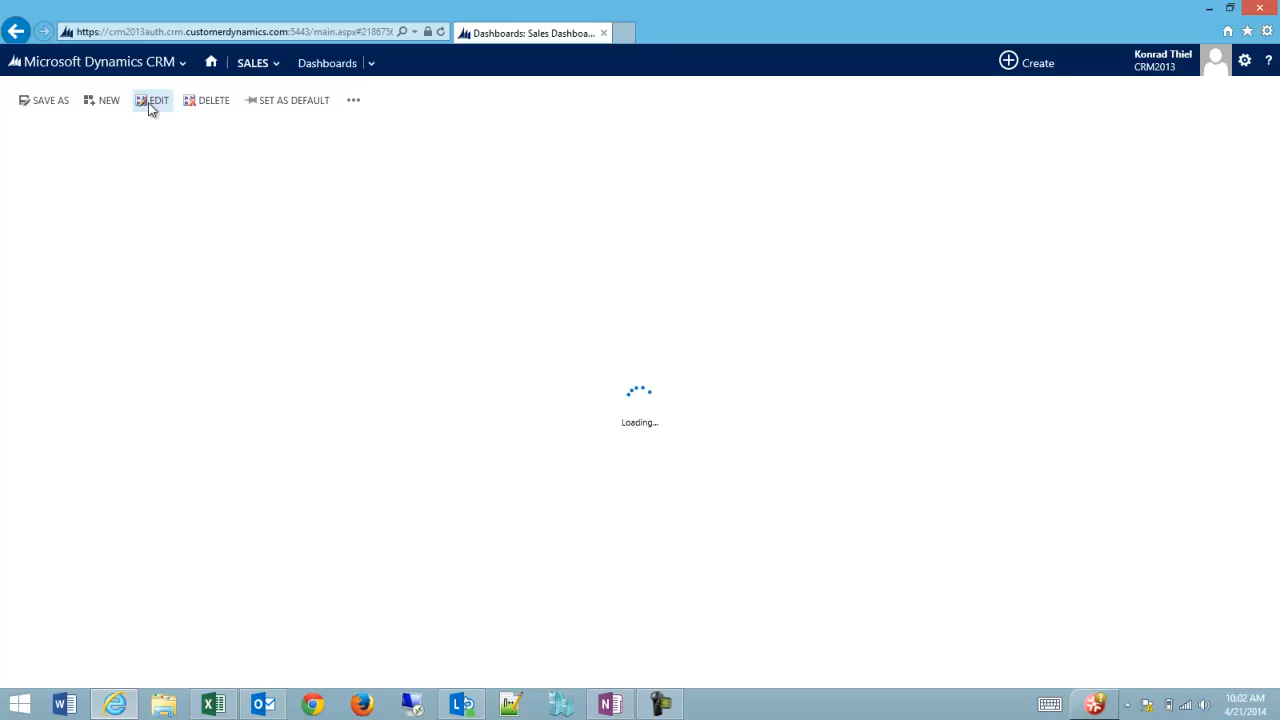 https://crm2013auth.crm.customerdynamics.com:5443/main.aspx#2186756
Dashboards: Sales Dashboa...
Microsoft Dynamics CRM
SALES
Dashboards
Create
Konrad Thiel
CRM2013
?
SAVE AS
NEW
EDIT
DELETE
SET AS DEFAULT
Loading...
10:02 AM
4/21/2014